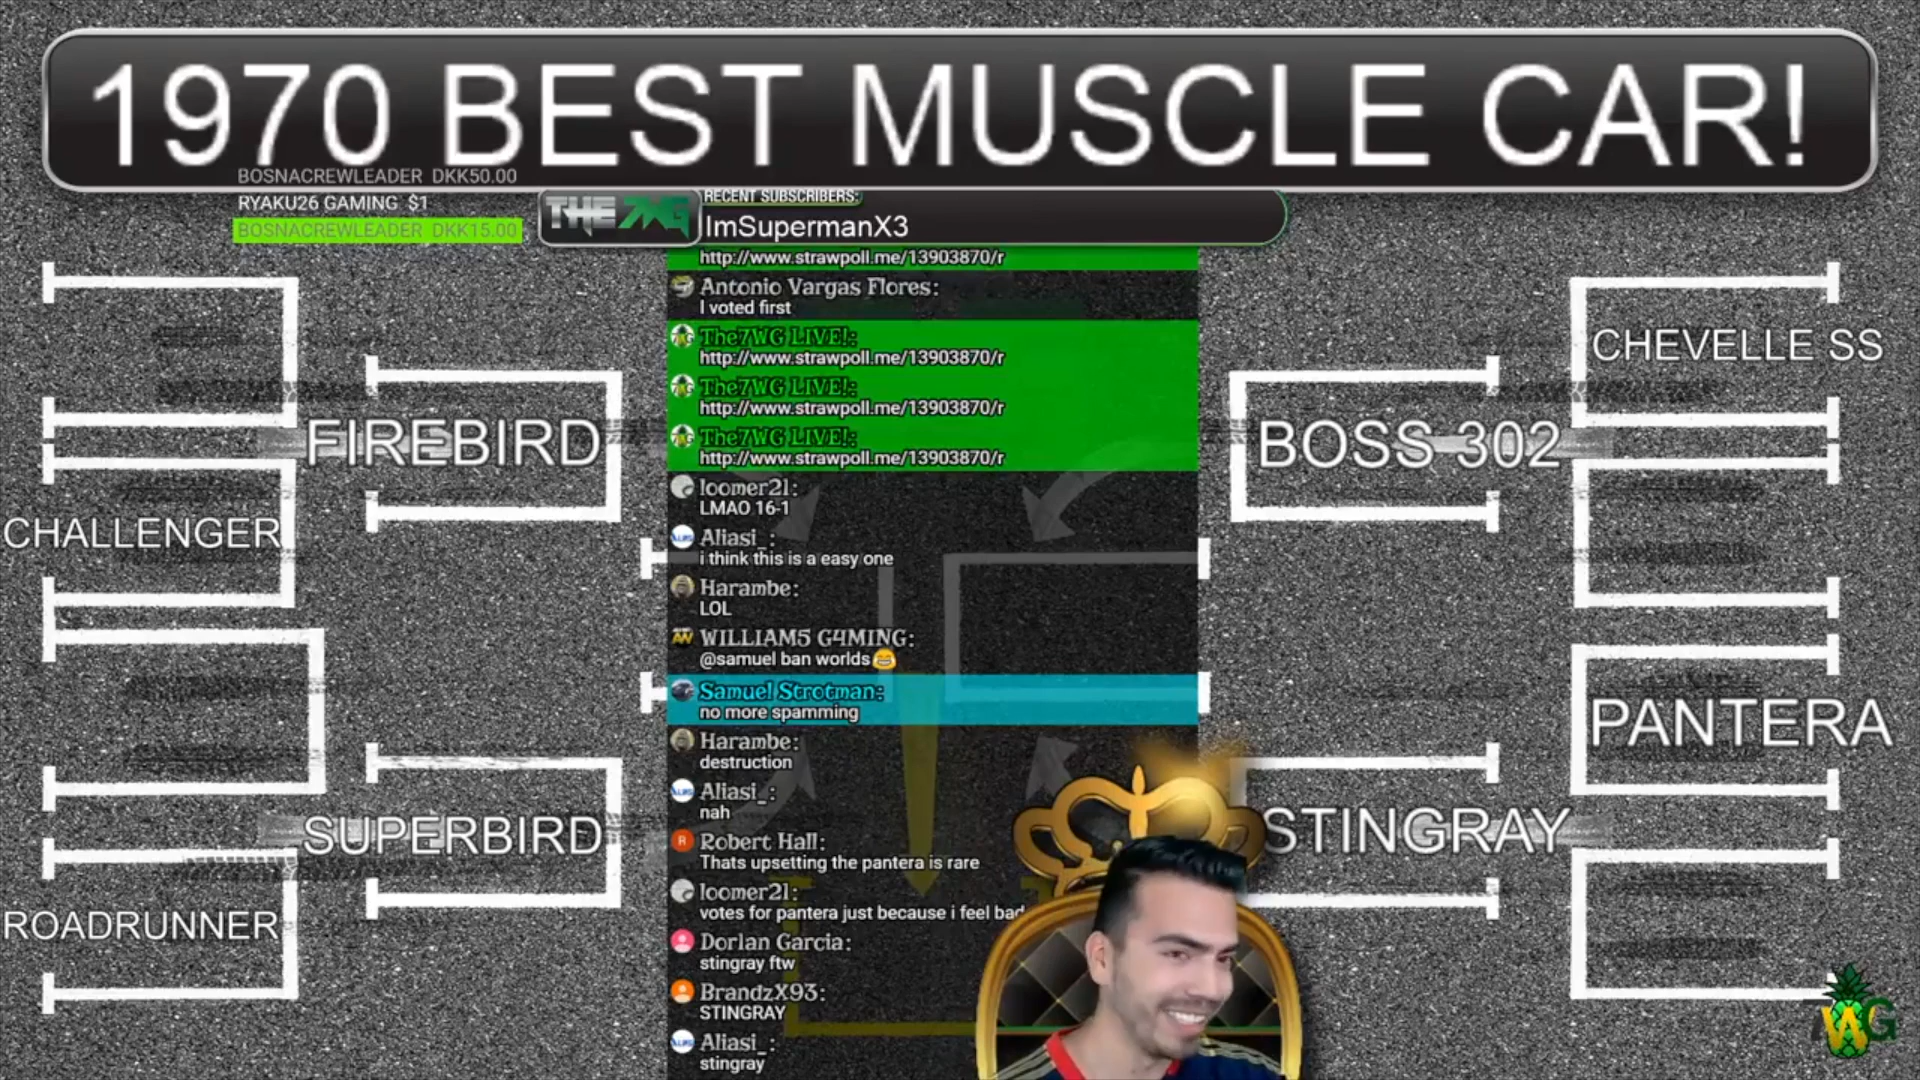 1970 BEST MUSCLE CAR!
BOSNACREWLEADER DKK50.00
RYAKU26 GAMING $1
BOSNACREWLEADER DKK15.00
THE7WG
RECENT SUBSCRIBERS:
ImSupermanX3
http://www.strawpoll.me/13903870/r
Antonio Vargas Flores:
I voted first
The7WG LIVE!:
http://www.strawpoll.me/13903870/r
The7WG LIVE!:
http://www.strawpoll.me/13903870/r
The7WG LIVE!:
http://www.strawpoll.me/13903870/r
loomer21:
LMAO 16-1
Aliasi_:
i think this is a easy one
Harambe:
LOL
WILLIAM5 G4MING:
@samuel ban worlds😄
Samuel Strotman:
no more spamming
Harambe:
destruction
Aliasi_:
nah
Robert Hall:
Thats upsetting the pantera is rare
loomer21:
votes for pantera just because i feel bad
Dorlan Garcia:
stingray ftw
BrandzX93:
STINGRAY
Aliasi_:
stingray
FIREBIRD
CHALLENGER
SUPERBIRD
ROADRUNNER
CHEVELLE SS
BOSS 302
PANTERA
STINGRAY